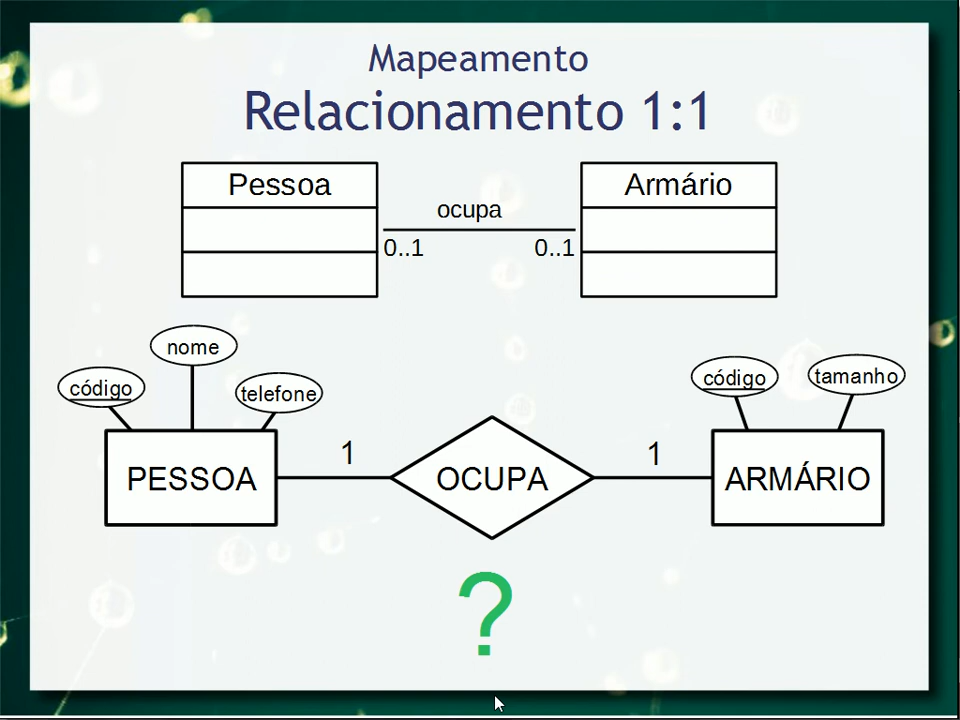 Mapeamento
Relacionamento 1:1
Pessoa
Armário
ocupa
0..1
0..1
nome
código
telefone
código
tamanho
PESSOA
1
OCUPA
1
ARMÁRIO
?